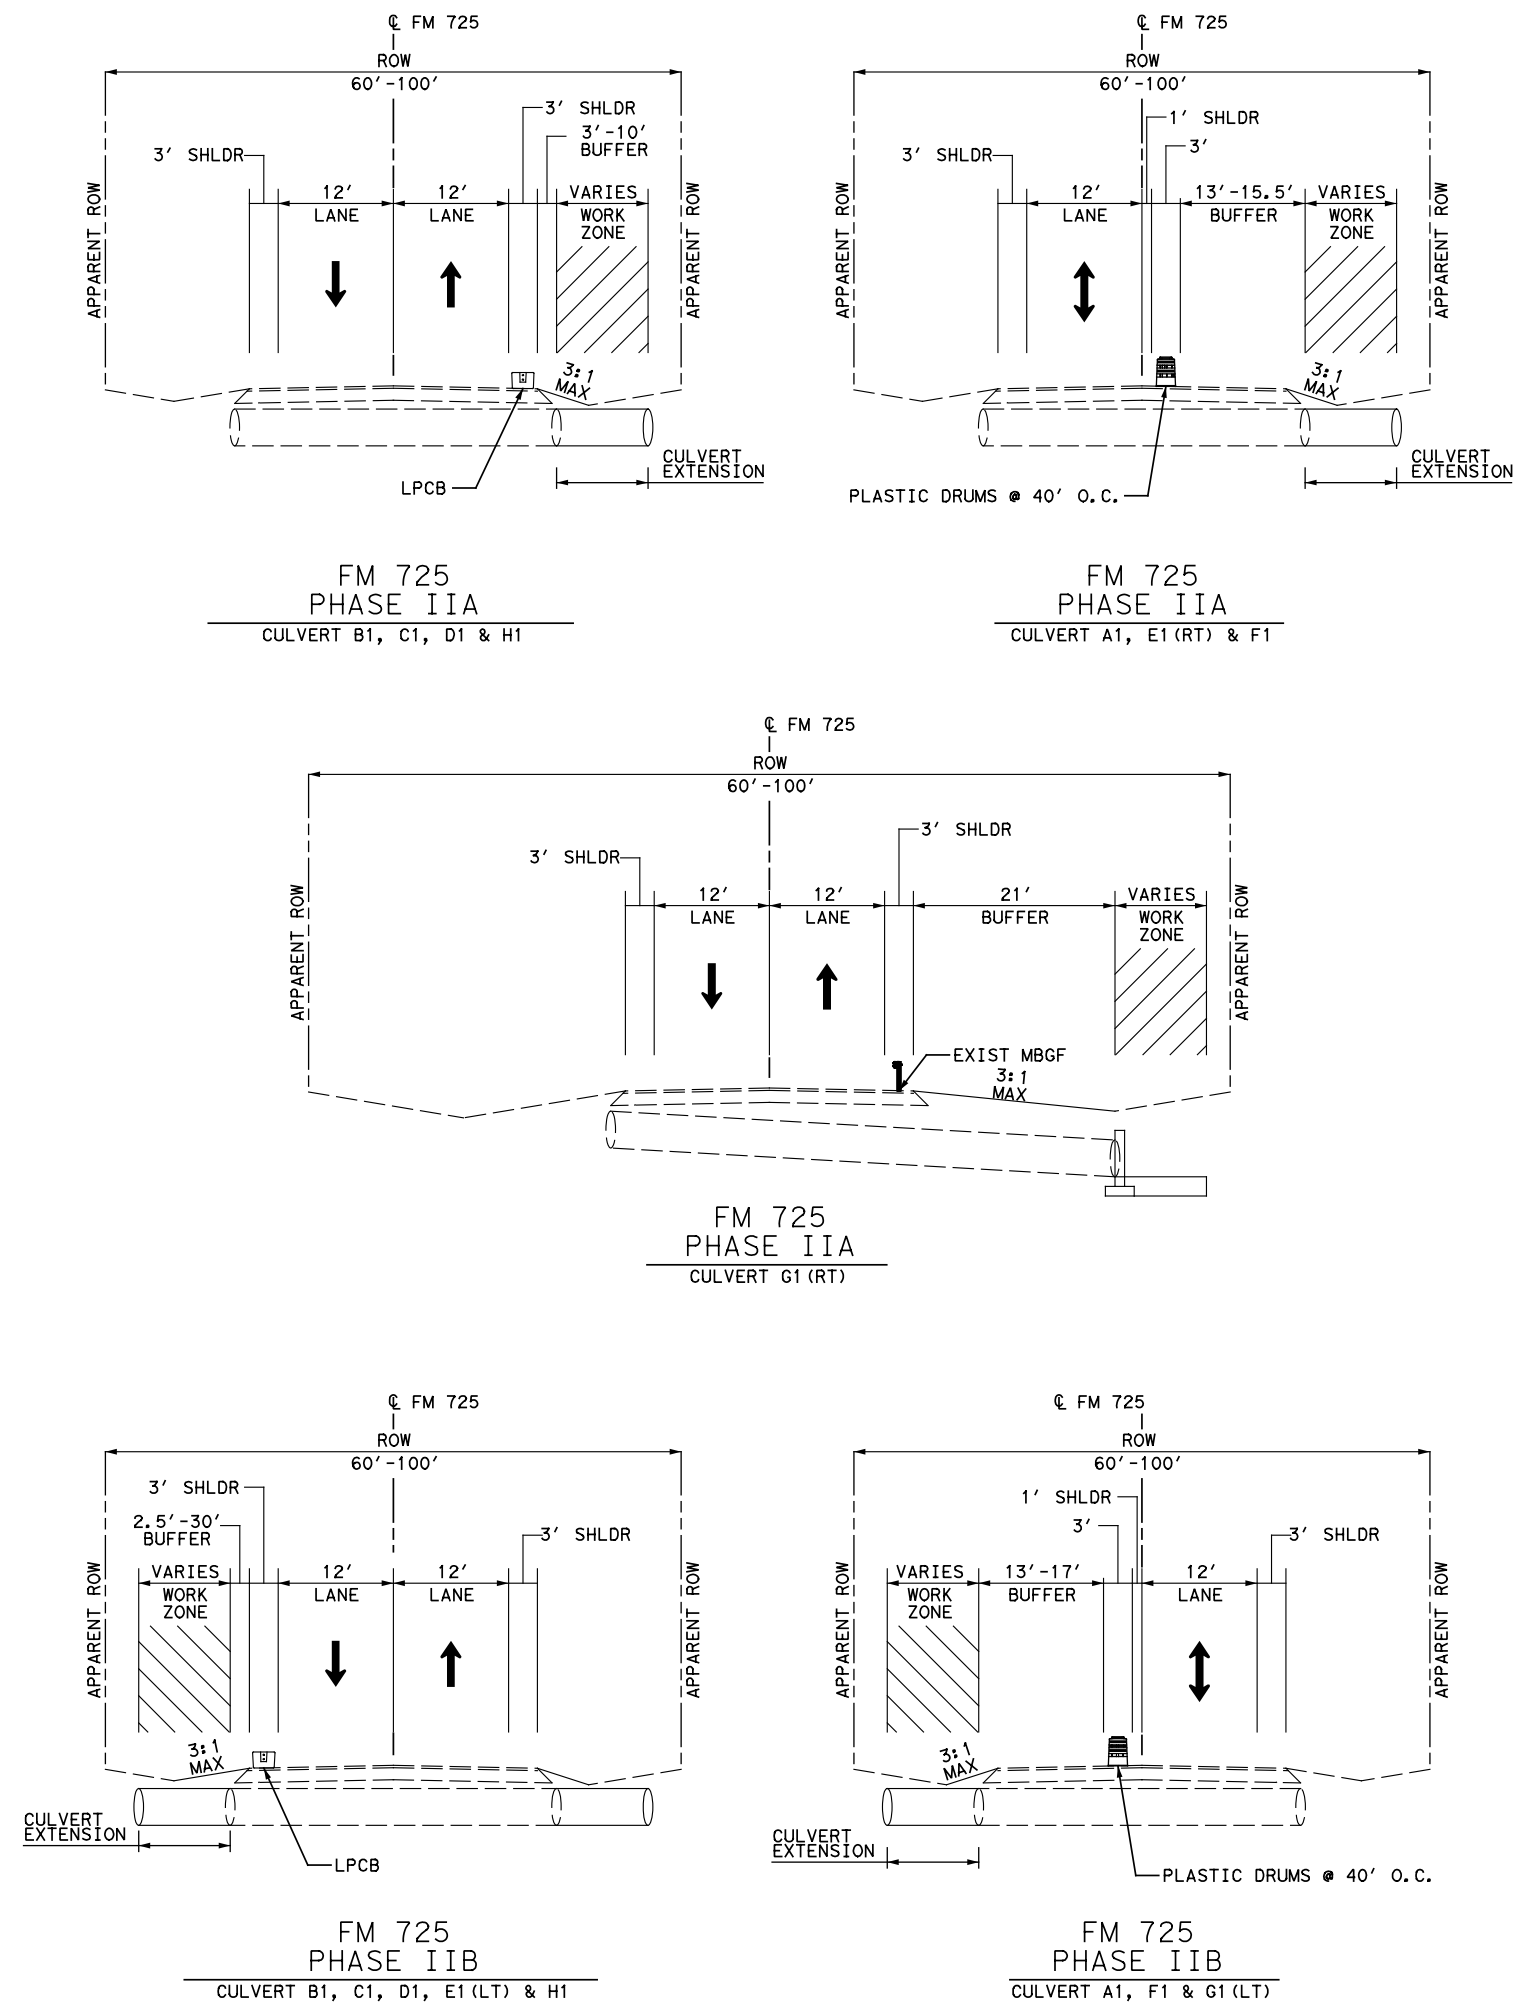 ℄ FM 725
ROW
60'-100'
3' SHLDR
3'-10'
BUFFER
3' SHLDR
12'
LANE
12'
LANE
VARIES
WORK
ZONE
APPARENT ROW
APPARENT ROW
3:1
MAX
CULVERT
EXTENSION
LPCB
FM 725
PHASE IIA
CULVERT B1, C1, D1 & H1
℄ FM 725
ROW
60'-100'
1' SHLDR
3'
3' SHLDR
12'
LANE
13'-15.5'
BUFFER
VARIES
WORK
ZONE
APPARENT ROW
APPARENT ROW
3:1
MAX
CULVERT
EXTENSION
PLASTIC DRUMS @ 40' O.C.
FM 725
PHASE IIA
CULVERT A1, E1(RT) & F1
℄ FM 725
ROW
60'-100'
3' SHLDR
3' SHLDR
12'
LANE
12'
LANE
21'
BUFFER
VARIES
WORK
ZONE
APPARENT ROW
APPARENT ROW
EXIST MBGF
3:1
MAX
FM 725
PHASE IIA
CULVERT G1(RT)
℄ FM 725
ROW
60'-100'
3' SHLDR
2.5'-30'
BUFFER
3' SHLDR
VARIES
WORK
ZONE
12'
LANE
12'
LANE
APPARENT ROW
APPARENT ROW
3:1
MAX
CULVERT
EXTENSION
LPCB
FM 725
PHASE IIB
CULVERT B1, C1, D1, E1(LT) & H1
℄ FM 725
ROW
60'-100'
1' SHLDR
3'
3' SHLDR
VARIES
WORK
ZONE
13'-17'
BUFFER
12'
LANE
APPARENT ROW
APPARENT ROW
3:1
MAX
CULVERT
EXTENSION
PLASTIC DRUMS @ 40' O.C.
FM 725
PHASE IIB
CULVERT A1, F1 & G1(LT)